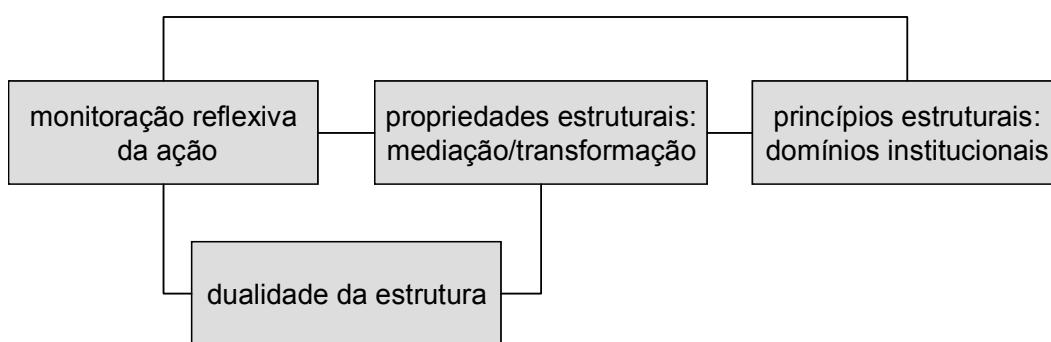 monitoração reflexiva
da ação
propriedades estruturais:
mediação/transformação
princípios estruturais:
domínios institucionais
dualidade da estrutura